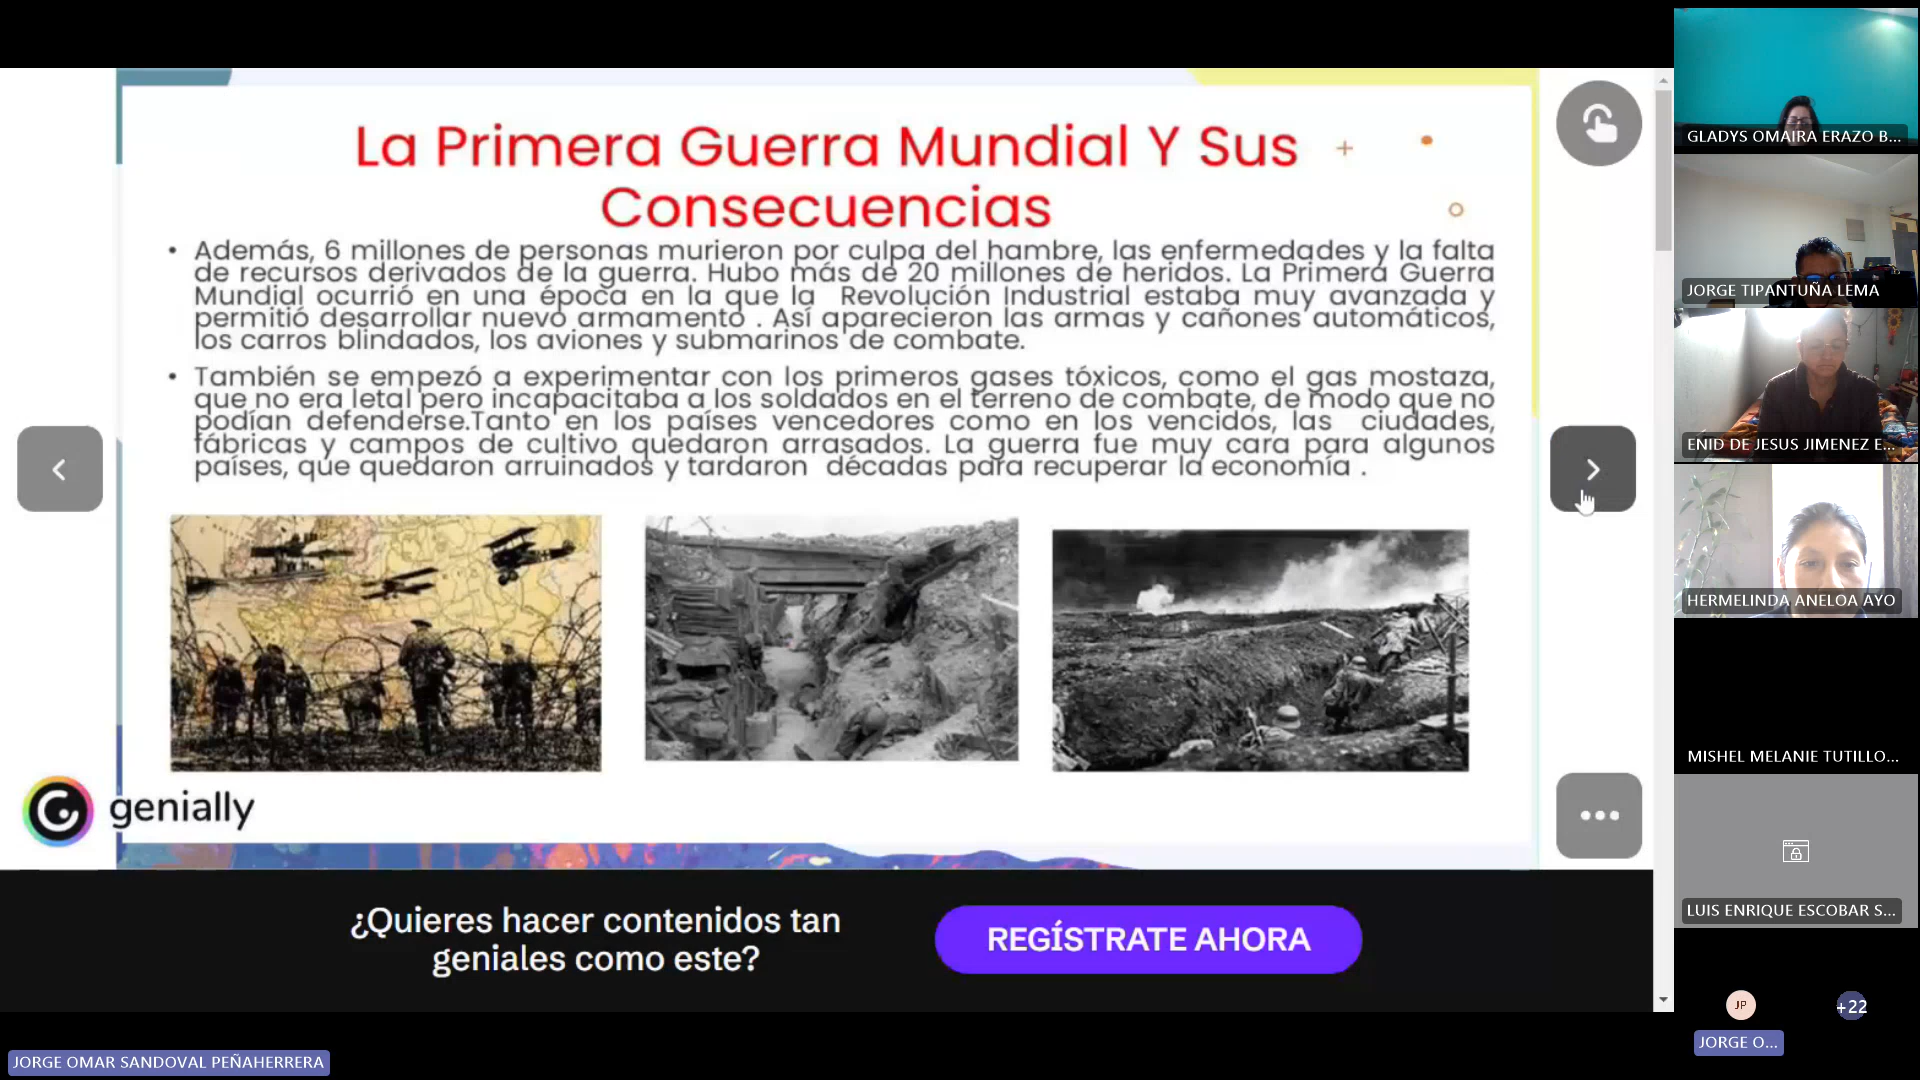 La Primera Guerra Mundial Y Sus
Consecuencias
• Además, 6 millones de personas murieron por culpa del hambre, las enfermedades y la falta
de recursos derivados de la guerra. Hubo más de 20 millones de heridos. La Primera Guerra
Mundial ocurrió en una época en la que la Revolución Industrial estaba muy avanzada y
permitió desarrollar nuevo armamento . Así aparecieron las armas y cañones automáticos,
los carros blindados, los aviones y submarinos de combate.
• También se empezó a experimentar con los primeros gases tóxicos, como el gas mostaza,
que no era letal pero incapacitaba a los soldados en el terreno de combate, de modo que no
podían defenderse.Tanto en los países vencedores como en los vencidos, las ciudades,
fábricas y campos de cultivo quedaron arrasados. La guerra fue muy cara para algunos
países, que quedaron arruinados y tardaron décadas para recuperar la economía .
genially
¿Quieres hacer contenidos tan
geniales como este?
REGÍSTRATE AHORA
JORGE OMAR SANDOVAL PEÑAHERRERA
GLADYS OMAIRA ERAZO B...
JORGE TIPANTUÑA LEMA
ENID DE JESUS JIMENEZ E...
HERMELINDA ANELOA AYO
MISHEL MELANIE TUTILLO...
LUIS ENRIQUE ESCOBAR S...
JP
+22
JORGE O...